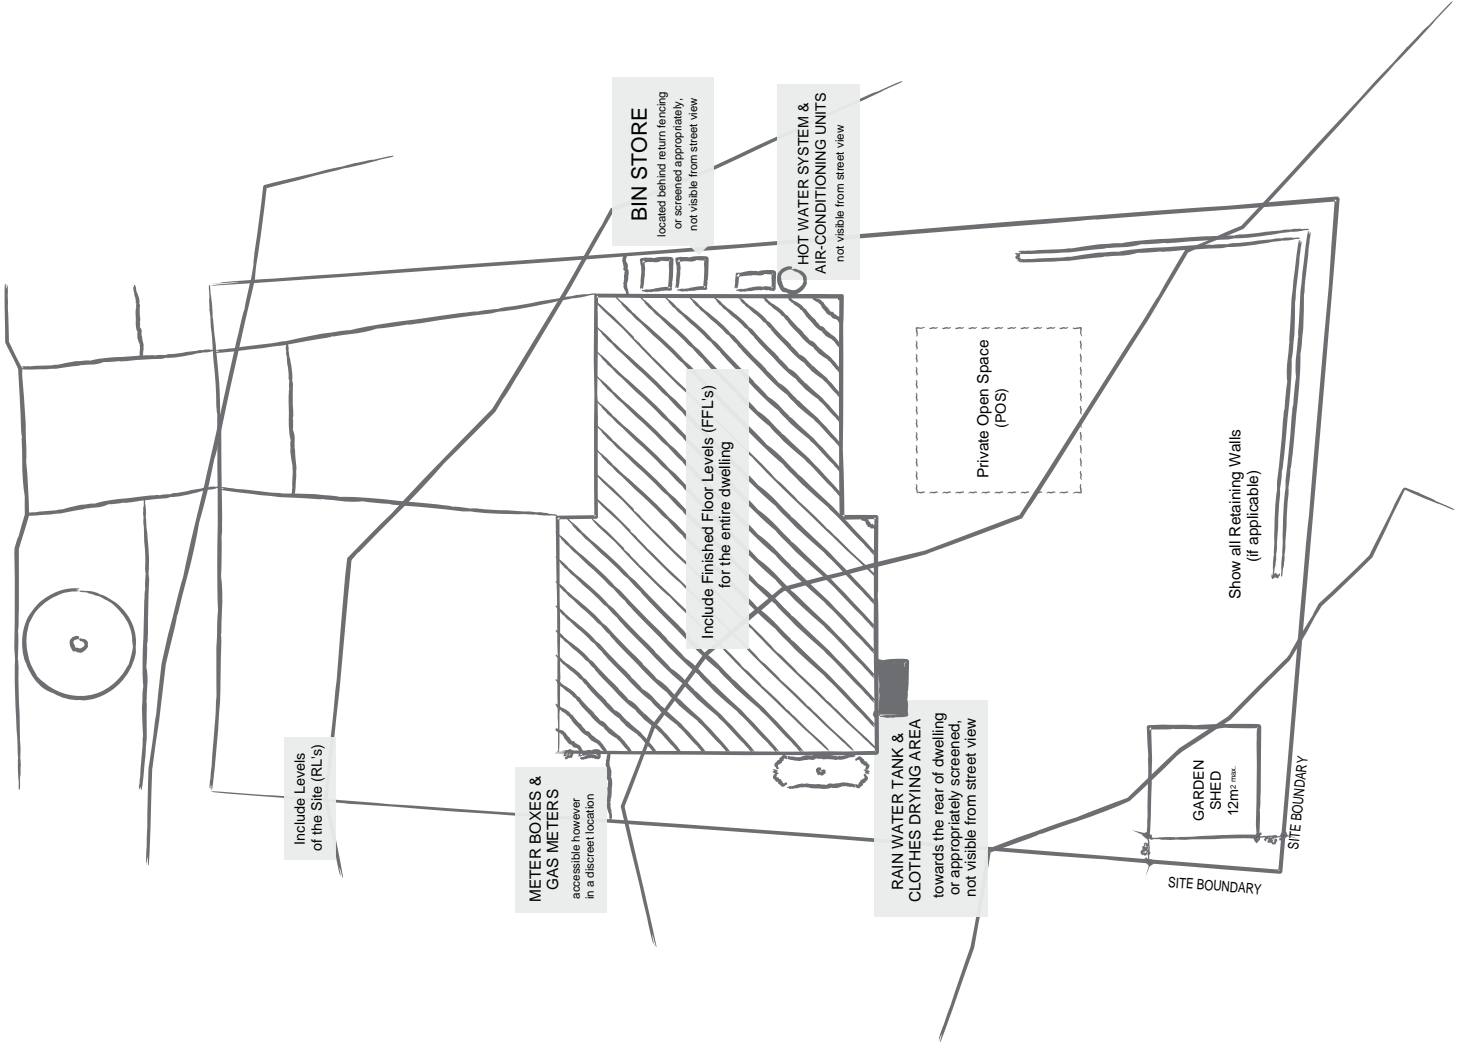 Include Levels
of the Site (RL's)
METER BOXES &
GAS METERS
accessible however
in a discreet location
BIN STORE
located behind return fencing
or screened appropriately,
not visible from street view
HOT WATER SYSTEM &
AIR-CONDITIONING UNITS
not visible from street view
Include Finished Floor Levels (FFL's)
for the entire dwelling
RAIN WATER TANK &
CLOTHES DRYING AREA
towards the rear of dwelling
or appropriately screened,
not visible from street view
Private Open Space
(POS)
Show all Retaining Walls
(if applicable)
GARDEN
SHED
12m² max.
SITE BOUNDARY
SITE BOUNDARY